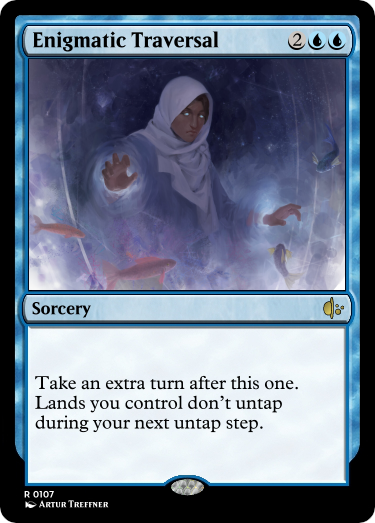 Enigmatic Traversal 2
Sorcery
Take an extra turn after this one.
Lands you control don't untap
during your next untap step.
R 0107
Artur Treffner